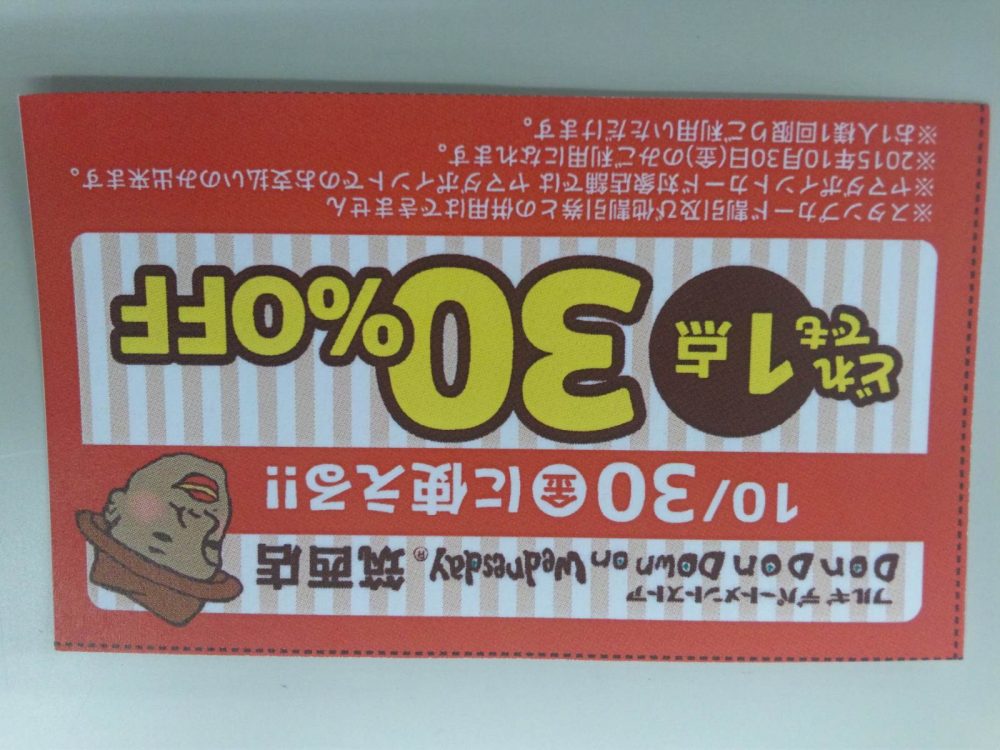 フルギ デパートメントストア
Don Don Down on Wednesday® 筑西店
10/30㊎に使える!!
どれでも1点30%OFF
※スタンプカード割引及び他割引券との併用はできません
※ヤマダポイントカード対象店舗では ヤマダポイントでのお支払いのみ出来ます。
※2015年10月30日(金)のみご利用になれます。
※お1人様1回限りご利用いただけます。